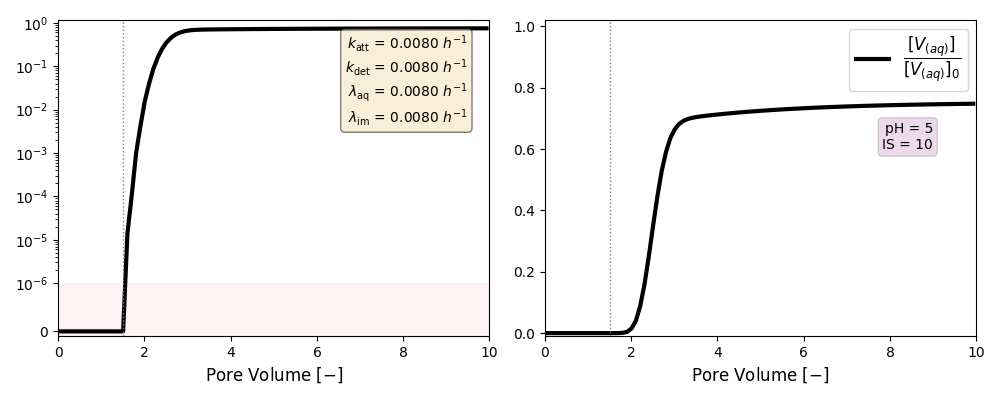 10⁰
10⁻¹
10⁻²
10⁻³
10⁻⁴
10⁻⁵
10⁻⁶
0
k_att = 0.0080 h⁻¹
k_det = 0.0080 h⁻¹
λ_aq = 0.0080 h⁻¹
λ_im = 0.0080 h⁻¹
0 2 4 6 8 10
Pore Volume [−]
1.0
0.8
0.6
0.4
0.2
0.0
[V_(aq)]
[V_(aq)]₀
pH = 5
IS = 10
0 2 4 6 8 10
Pore Volume [−]